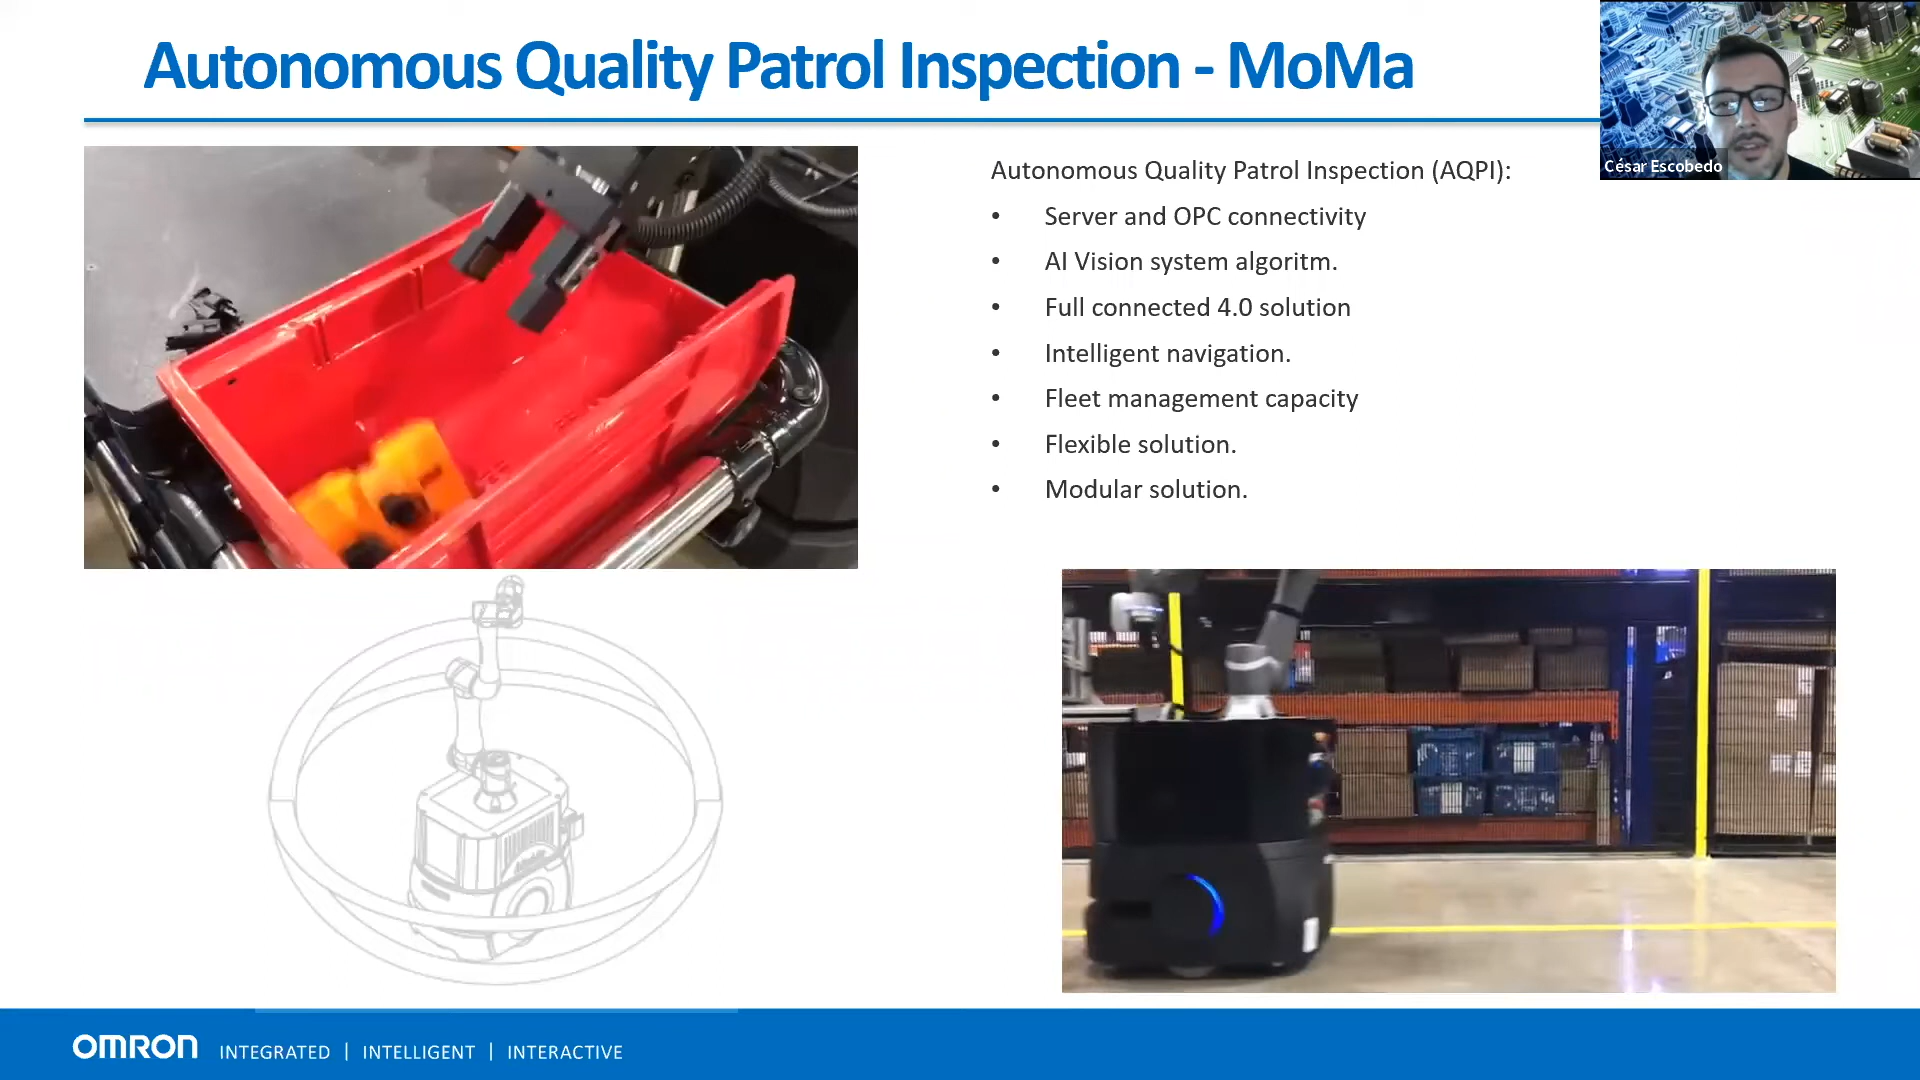 Autonomous Quality Patrol Inspection - MoMa
César Escobedo
Autonomous Quality Patrol Inspection (AQPI):
• Server and OPC connectivity
• AI Vision system algoritm.
• Full connected 4.0 solution
• Intelligent navigation.
• Fleet management capacity
• Flexible solution.
• Modular solution.
OMRON INTEGRATED | INTELLIGENT | INTERACTIVE